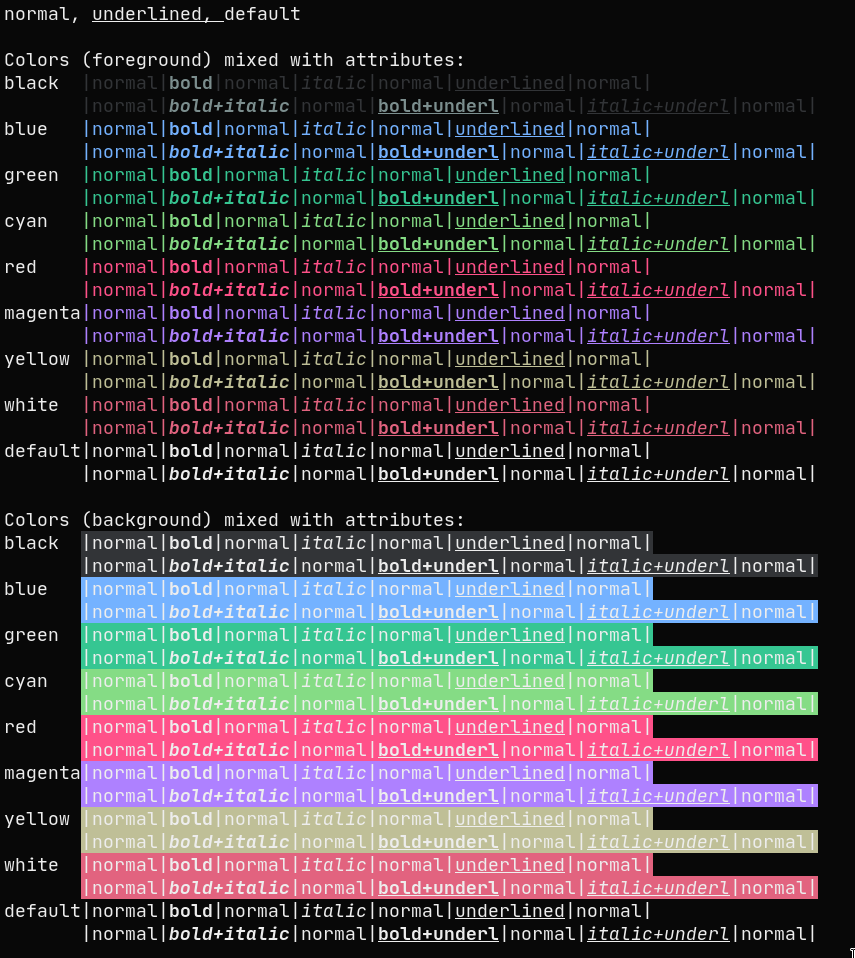 normal, underlined, default
Colors (foreground) mixed with attributes:
black |normal|bold|normal|italic|normal|underlined|normal|
|normal|bold+italic|normal|bold+underl|normal|italic+underl|normal|
blue |normal|bold|normal|italic|normal|underlined|normal|
|normal|bold+italic|normal|bold+underl|normal|italic+underl|normal|
green |normal|bold|normal|italic|normal|underlined|normal|
|normal|bold+italic|normal|bold+underl|normal|italic+underl|normal|
cyan |normal|bold|normal|italic|normal|underlined|normal|
|normal|bold+italic|normal|bold+underl|normal|italic+underl|normal|
red |normal|bold|normal|italic|normal|underlined|normal|
|normal|bold+italic|normal|bold+underl|normal|italic+underl|normal|
magenta|normal|bold|normal|italic|normal|underlined|normal|
|normal|bold+italic|normal|bold+underl|normal|italic+underl|normal|
yellow |normal|bold|normal|italic|normal|underlined|normal|
|normal|bold+italic|normal|bold+underl|normal|italic+underl|normal|
white |normal|bold|normal|italic|normal|underlined|normal|
|normal|bold+italic|normal|bold+underl|normal|italic+underl|normal|
default|normal|bold|normal|italic|normal|underlined|normal|
|normal|bold+italic|normal|bold+underl|normal|italic+underl|normal|
Colors (background) mixed with attributes:
black |normal|bold|normal|italic|normal|underlined|normal|
|normal|bold+italic|normal|bold+underl|normal|italic+underl|normal|
blue |normal|bold|normal|italic|normal|underlined|normal|
|normal|bold+italic|normal|bold+underl|normal|italic+underl|normal|
green |normal|bold|normal|italic|normal|underlined|normal|
|normal|bold+italic|normal|bold+underl|normal|italic+underl|normal|
cyan |normal|bold|normal|italic|normal|underlined|normal|
|normal|bold+italic|normal|bold+underl|normal|italic+underl|normal|
red |normal|bold|normal|italic|normal|underlined|normal|
|normal|bold+italic|normal|bold+underl|normal|italic+underl|normal|
magenta|normal|bold|normal|italic|normal|underlined|normal|
|normal|bold+italic|normal|bold+underl|normal|italic+underl|normal|
yellow |normal|bold|normal|italic|normal|underlined|normal|
|normal|bold+italic|normal|bold+underl|normal|italic+underl|normal|
white |normal|bold|normal|italic|normal|underlined|normal|
|normal|bold+italic|normal|bold+underl|normal|italic+underl|normal|
default|normal|bold|normal|italic|normal|underlined|normal|
|normal|bold+italic|normal|bold+underl|normal|italic+underl|normal|